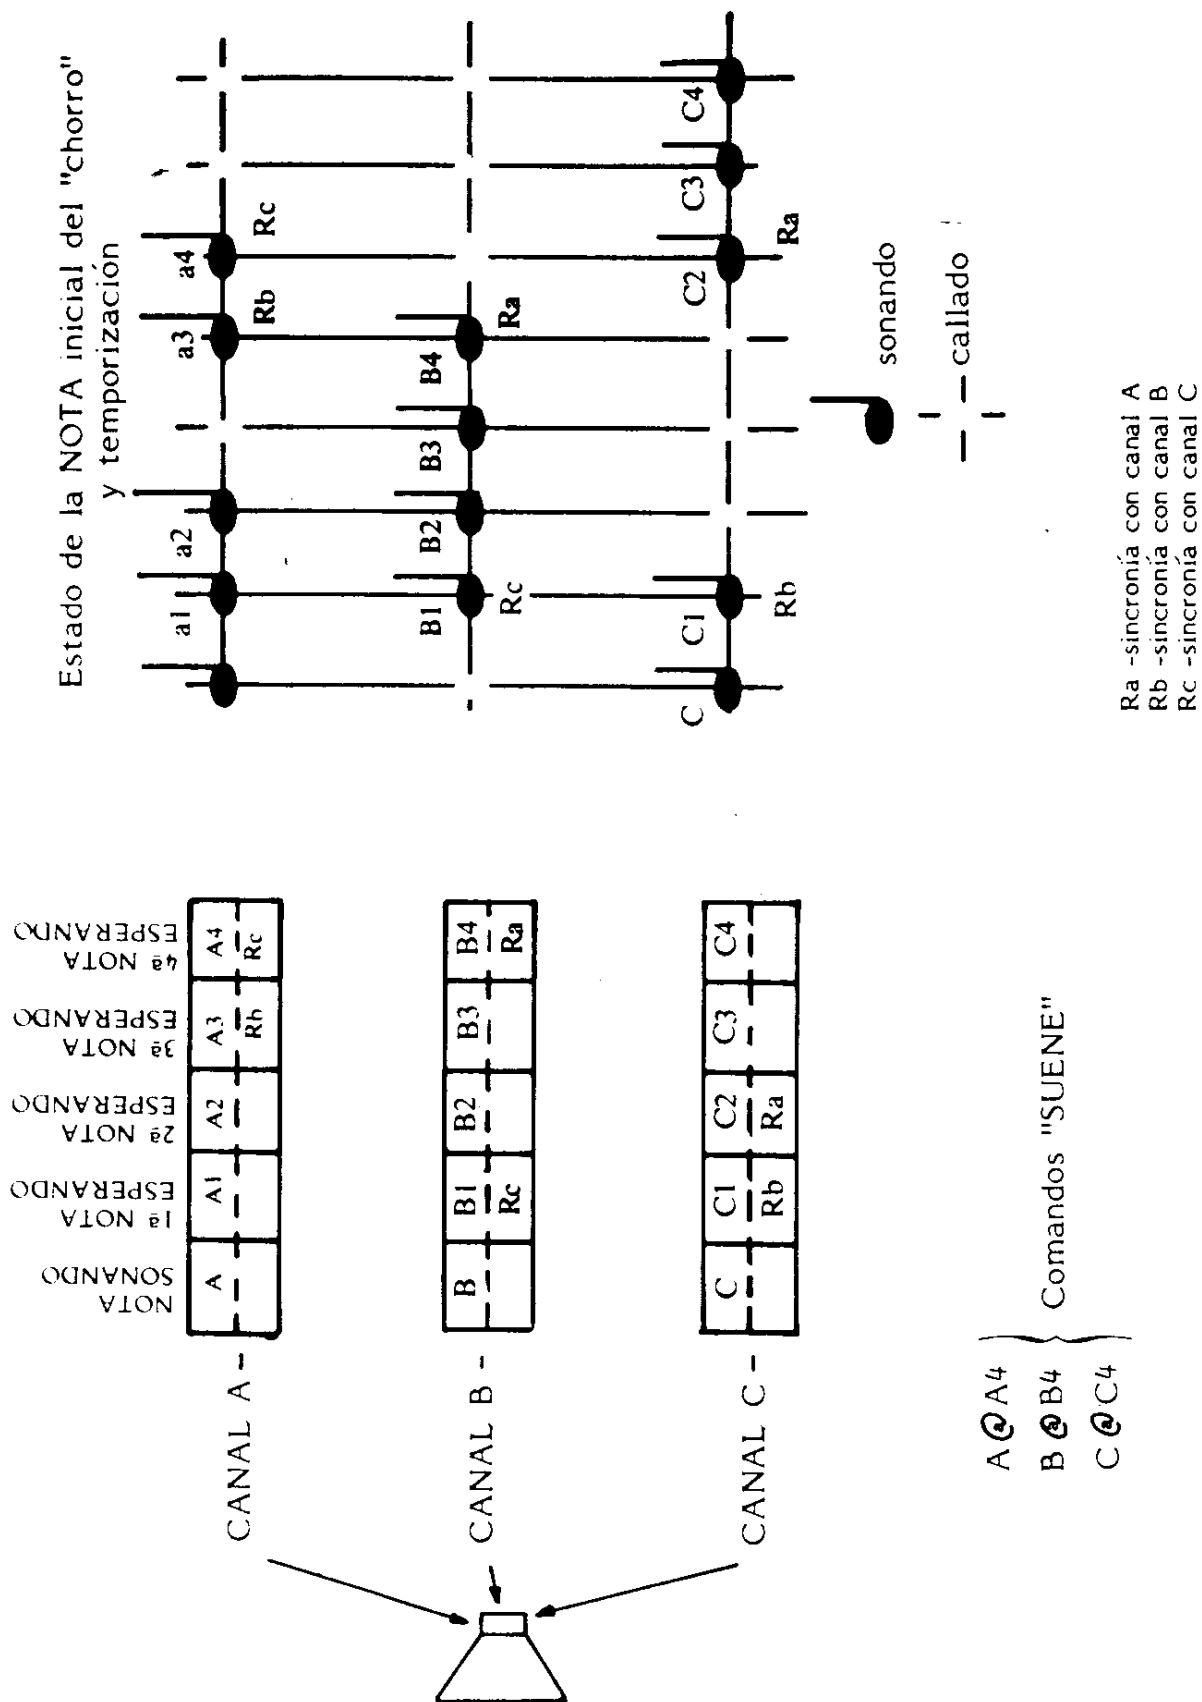 Estado de la NOTA inicial del "chorro"
y temporización
a1 a2 a3 a4
Rb Rc
B1 B2 B3 B4
Rc Ra
C C1 C2 C3 C4
Rb Ra
sonando
callado
Ra -sincronía con canal A
Rb -sincronía con canal B
Rc -sincronía con canal C
NOTA
SONANDO
1ª NOTA
ESPERANDO
2ª NOTA
ESPERANDO
3ª NOTA
ESPERANDO
4ª NOTA
ESPERANDO
CANAL A -
A A1 A2 A3 A4
Rb Rc
CANAL B -
B B1 B2 B3 B4
Rc Ra
CANAL C -
C C1 C2 C3 C4
Rb Ra
A @ A4
B @ B4
C @ C4
Comandos "SUENE"